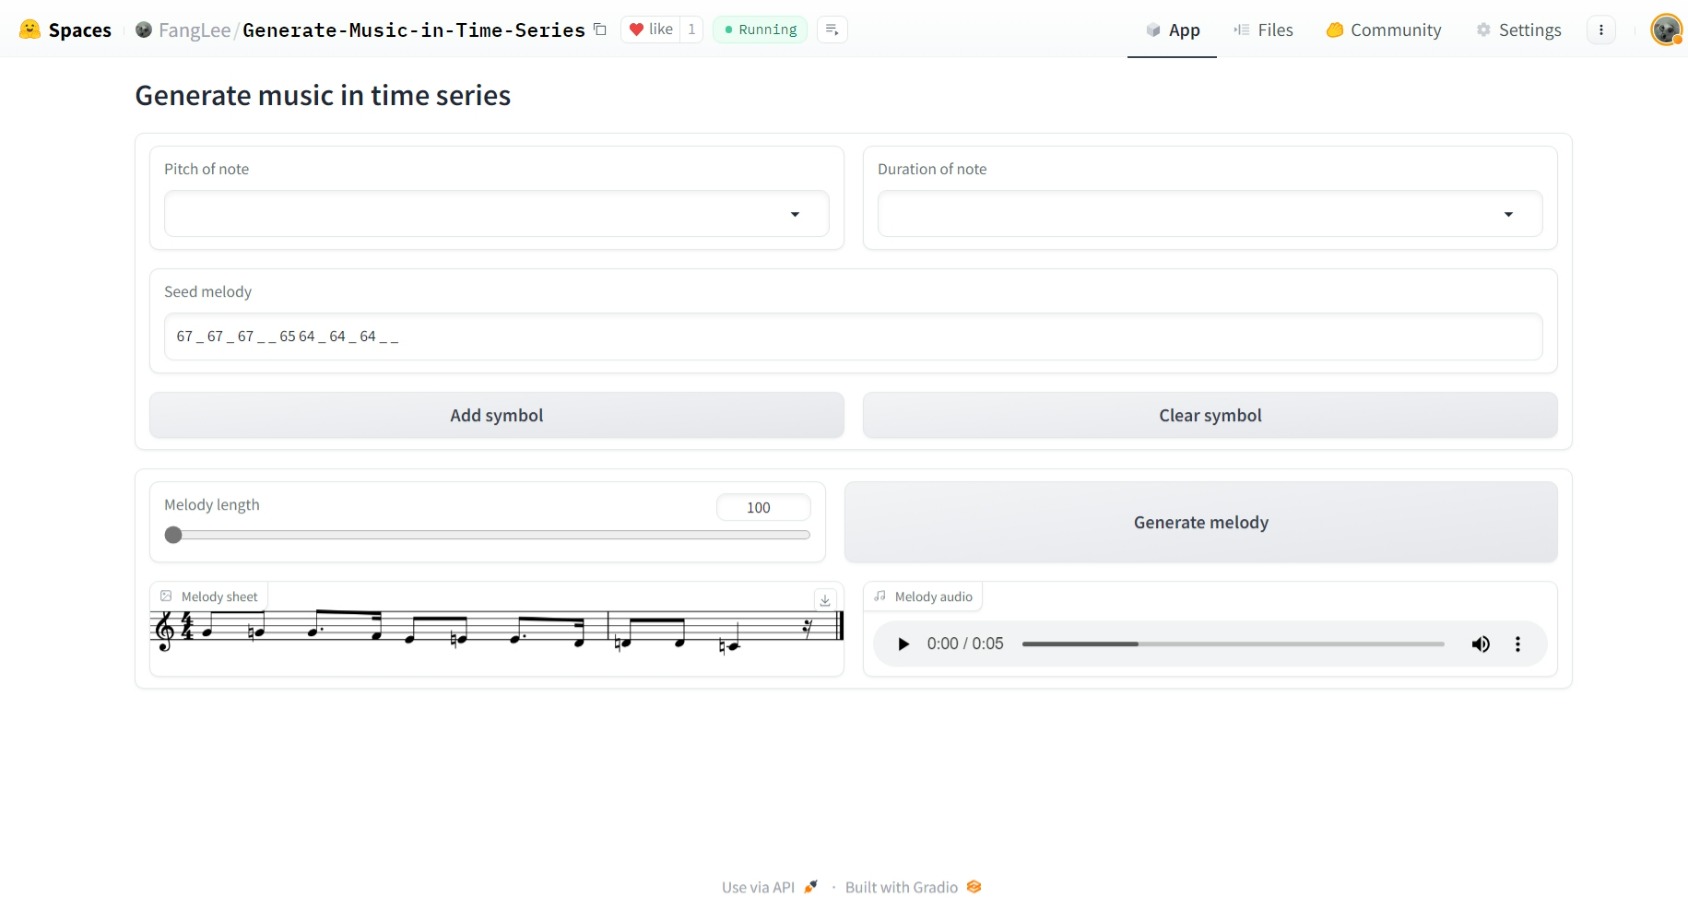 Spaces FangLee/Generate-Music-in-Time-Series like 1 Running App Files Community Settings
Generate music in time series
Pitch of note Duration of note
Seed melody
67 _ 67 _ 67 _ _ 65 64 _ 64 _ 64 _ _
Add symbol Clear symbol
Melody length 100
Generate melody
Melody sheet Melody audio
4/4
0:00 / 0:05
Use via API · Built with Gradio